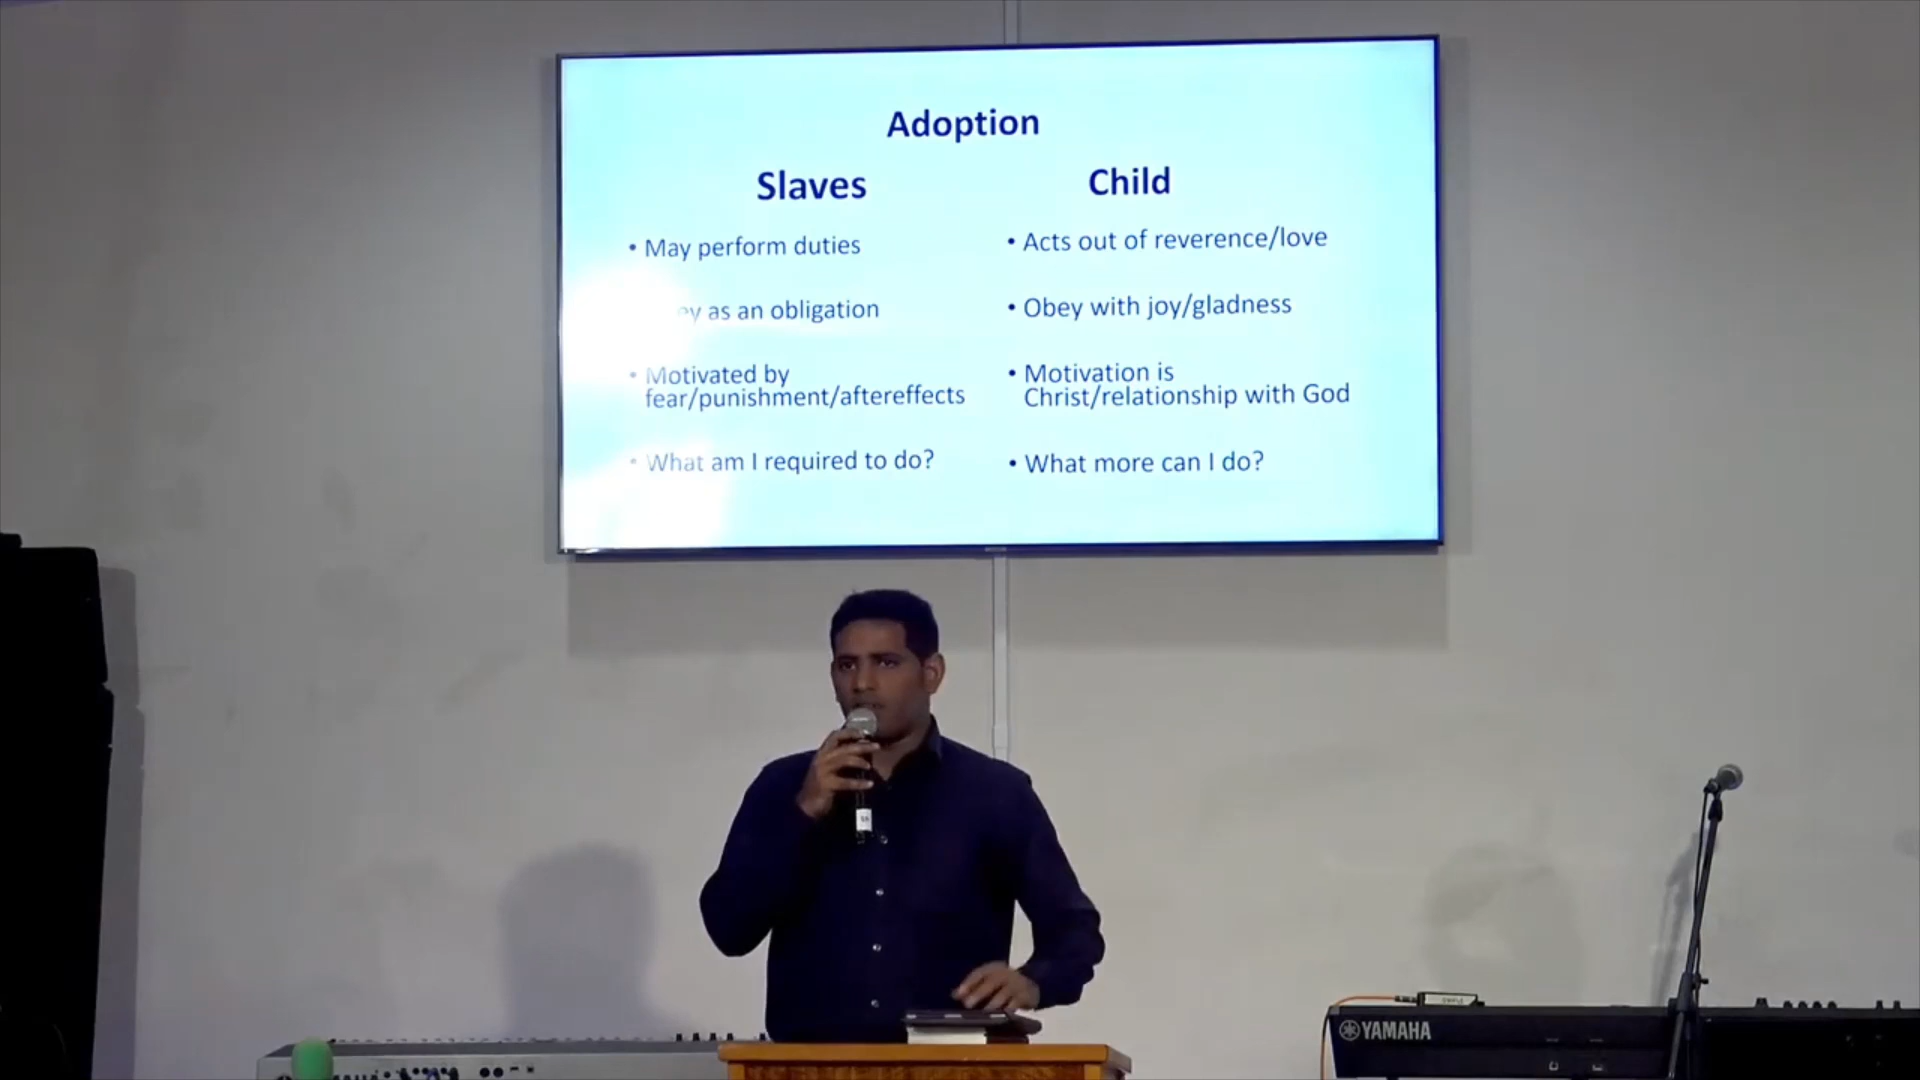 Adoption
Slaves
• May perform duties
as an obligation
• Motivated by
fear/punishment/aftereffects
• What am I required to do?
Child
• Acts out of reverence/love
• Obey with joy/gladness
• Motivation is
Christ/relationship with God
• What more can I do?
YAMAHA